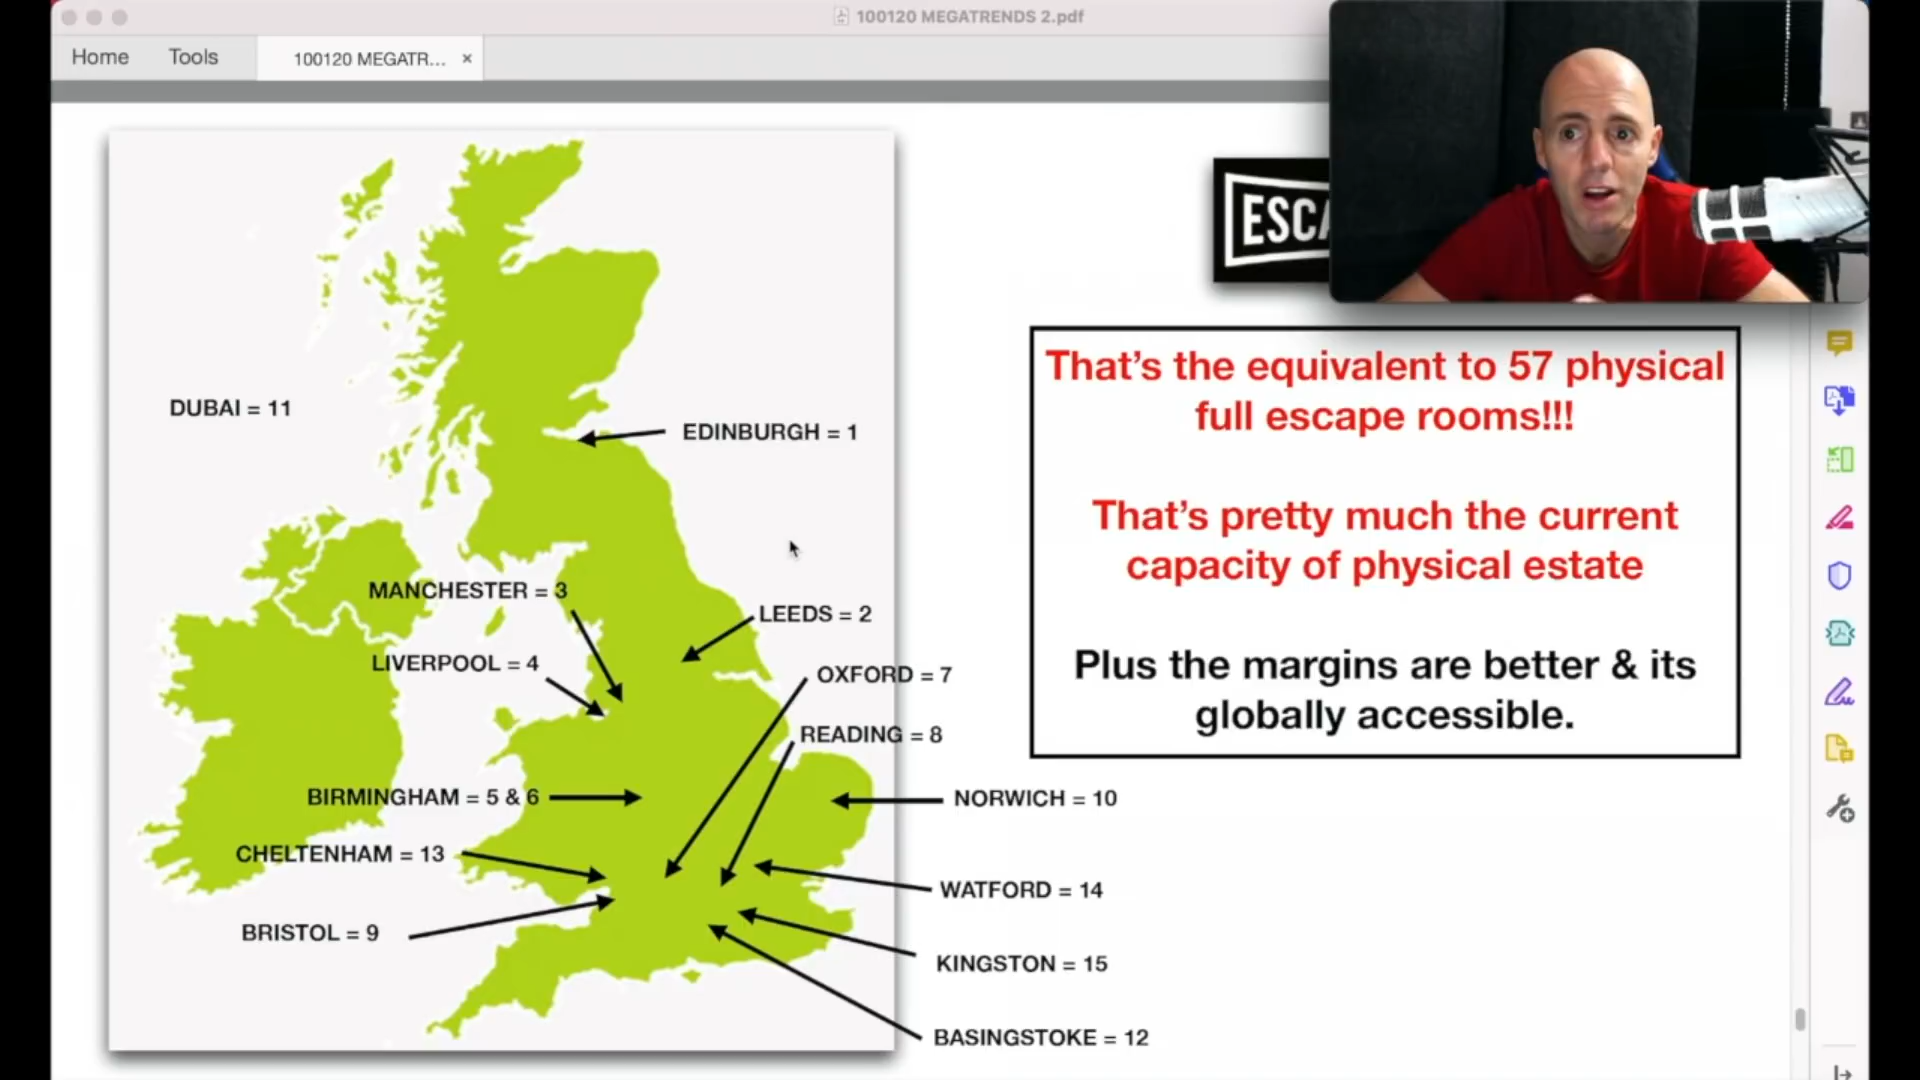 100120 MEGATRENDS 2.pdf
Home
Tools
100120 MEGATR...
ESCA
DUBAI = 11
EDINBURGH = 1
MANCHESTER = 3
LEEDS = 2
LIVERPOOL = 4
OXFORD = 7
READING = 8
BIRMINGHAM = 5 & 6
NORWICH = 10
CHELTENHAM = 13
WATFORD = 14
BRISTOL = 9
KINGSTON = 15
BASINGSTOKE = 12
That's the equivalent to 57 physical
full escape rooms!!!
That's pretty much the current
capacity of physical estate
Plus the margins are better & its
globally accessible.